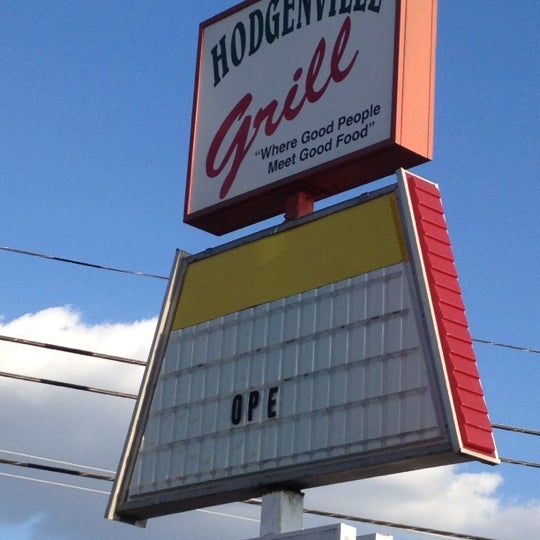 HODGENVILLE
Grill
"Where Good People
Meet Good Food"
OPE